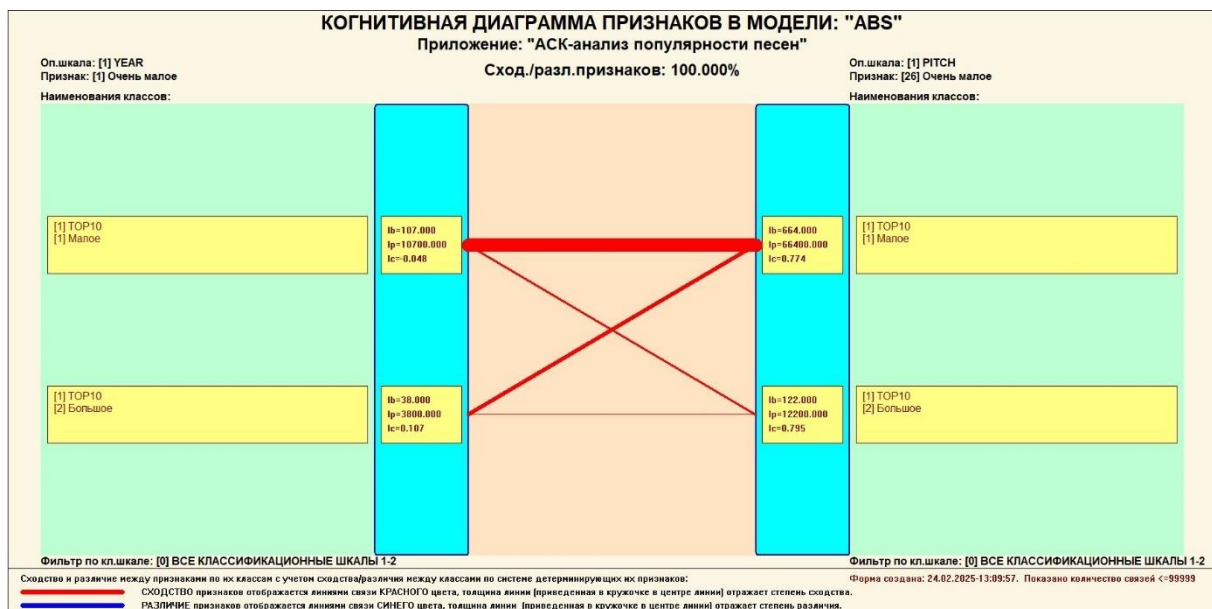 КОГНИТИВНАЯ ДИАГРАММА ПРИЗНАКОВ В МОДЕЛИ: "ABS"
Приложение: "АСК-анализ популярности песен"
Оп.шкала: [1] YEAR
Признак: [1] Очень малое
Сход./разл.признаков: 100.000%
Оп.шкала: [1] PITCH
Признак: [26] Очень малое
Наименования классов:
Наименования классов:
[1] TOP10
[1] Малое
Ib=107.000
Ip=10700.000
Ic=-0.048
Ib=664.000
Ip=66400.000
Ic=0.774
[1] TOP10
[1] Малое
[1] TOP10
[2] Большое
Ib=38.000
Ip=3800.000
Ic=0.107
Ib=122.000
Ip=12200.000
Ic=0.795
[1] TOP10
[2] Большое
Фильтр по кл.шкале: [0] ВСЕ КЛАССИФИКАЦИОННЫЕ ШКАЛЫ 1-2
Фильтр по кл.шкале: [0] ВСЕ КЛАССИФИКАЦИОННЫЕ ШКАЛЫ 1-2
Сходство и различие между признаками по их классам с учетом сходства/различия между классами по системе детерминирующих их признаков:
Форма создана: 24.02.2025-13:09:57. Показано количество связей <=99999
СХОДСТВО признаков отображается линиями связи КРАСНОГО цвета, толщина линии (приведенная в кружочке в центре линии) отражает степень сходства.
РАЗЛИЧИЕ признаков отображается линиями связи СИНЕГО цвета, толщина линии (приведенная в кружочке в центре линии) отражает степень различия.